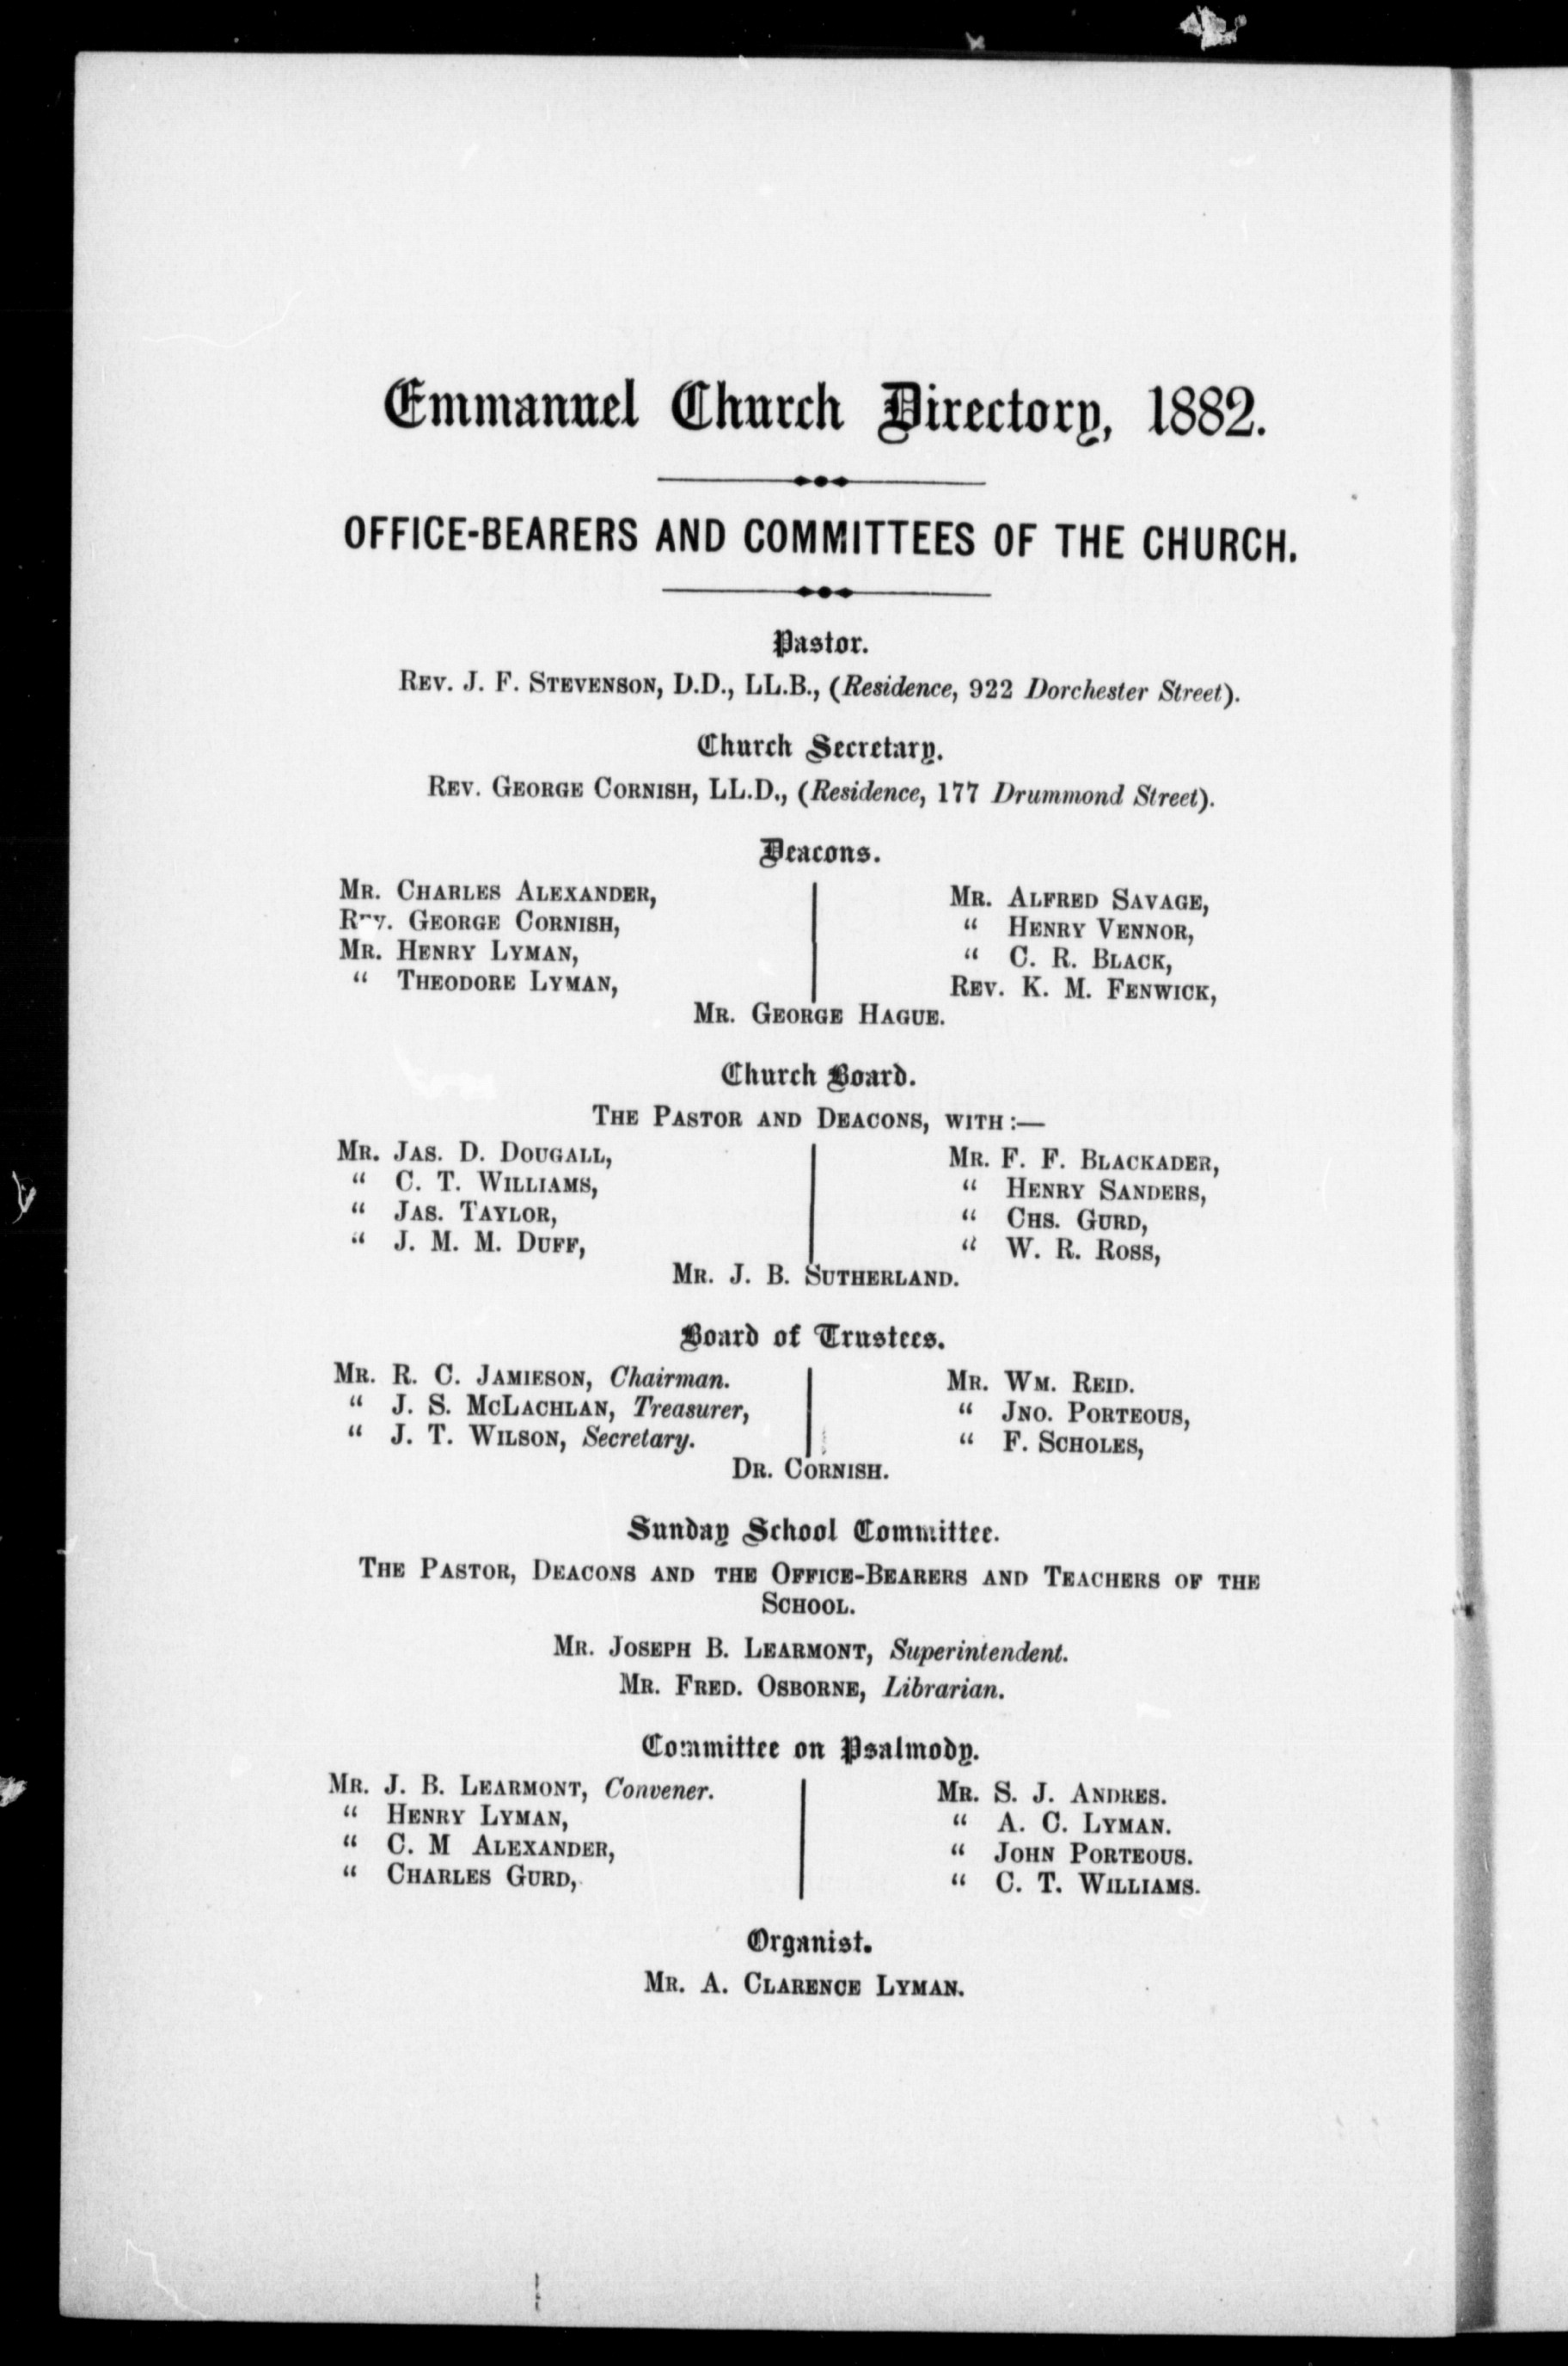 Emmanuel Church Directory, 1882.
OFFICE-BEARERS AND COMMITTEES OF THE CHURCH.
Pastor.
REV. J. F. STEVENSON, D.D., LL.B., (Residence, 922 Dorchester Street).
Church Secretary.
REV. GEORGE CORNISH, LL.D., (Residence, 177 Drummond Street).
Deacons.
MR. CHARLES ALEXANDER,
REV. GEORGE CORNISH,
MR. HENRY LYMAN,
“ THEODORE LYMAN,
MR. ALFRED SAVAGE,
“ HENRY VENNOR,
“ C. R. BLACK,
REV. K. M. FENWICK,
MR. GEORGE HAGUE.
Church Board.
THE PASTOR AND DEACONS, WITH :—
MR. JAS. D. DOUGALL,
“ C. T. WILLIAMS,
“ JAS. TAYLOR,
“ J. M. M. DUFF,
MR. F. F. BLACKADER,
“ HENRY SANDERS,
“ CHS. GURD,
“ W. R. ROSS,
MR. J. B. SUTHERLAND.
Board of Trustees.
MR. R. C. JAMIESON, Chairman.
“ J. S. MCLACHLAN, Treasurer,
“ J. T. WILSON, Secretary.
MR. WM. REID.
“ JNO. PORTEOUS,
“ F. SCHOLES,
DR. CORNISH.
Sunday School Committee.
THE PASTOR, DEACONS AND THE OFFICE-BEARERS AND TEACHERS OF THE
SCHOOL.
MR. JOSEPH B. LEARMONT, Superintendent.
MR. FRED. OSBORNE, Librarian.
Committee on Psalmody.
MR. J. B. LEARMONT, Convener.
“ HENRY LYMAN,
“ C. M ALEXANDER,
“ CHARLES GURD,
MR. S. J. ANDRES.
“ A. C. LYMAN.
“ JOHN PORTEOUS.
“ C. T. WILLIAMS.
Organist.
MR. A. CLARENCE LYMAN.